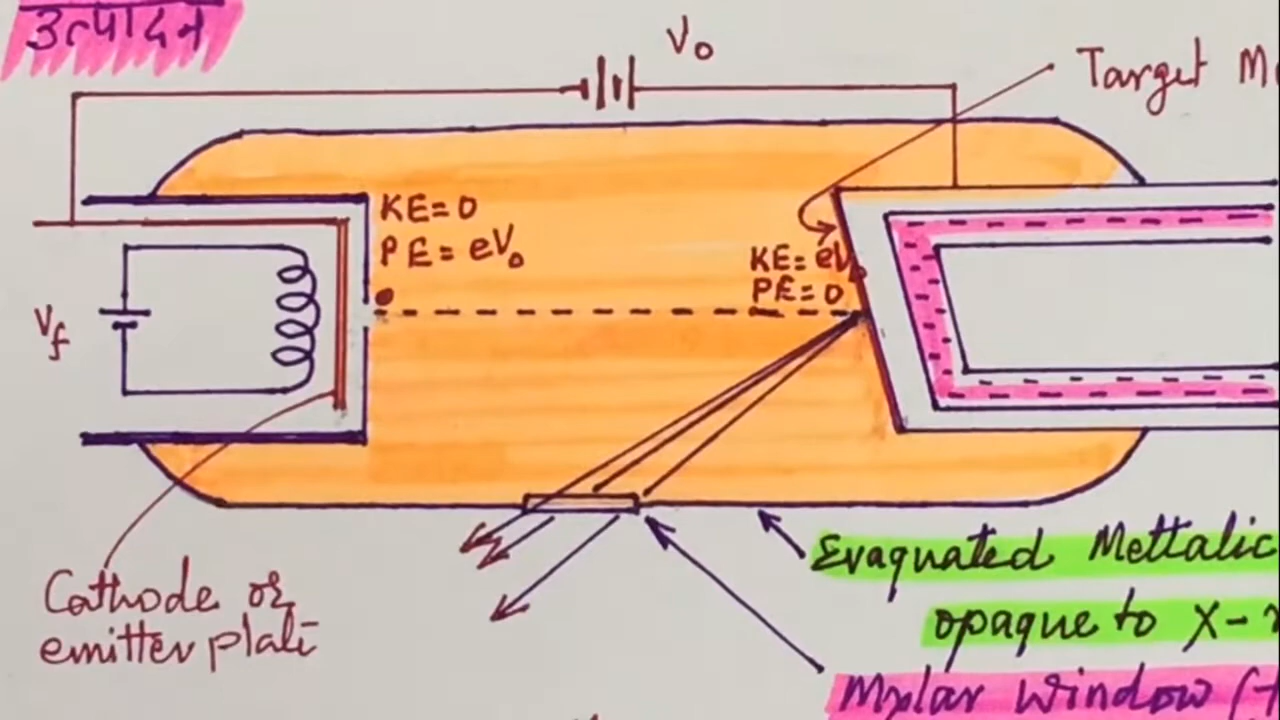 उत्पादन
V₀
Target M
KE=0
PE=eV₀
KE=eV₀
PE=0
Vf
Cathode or
emitter plate
Evaquated Mettalic
opaque to X-
Mylar Window (